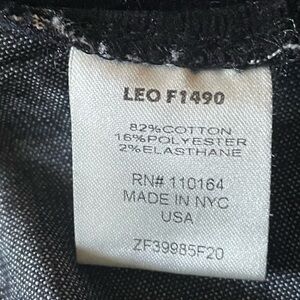 LEO F1490
82%COTTON
16%POLYESTER
2%ELASTHANE
RN# 110164
MADE IN NYC
USA
ZF39985F20